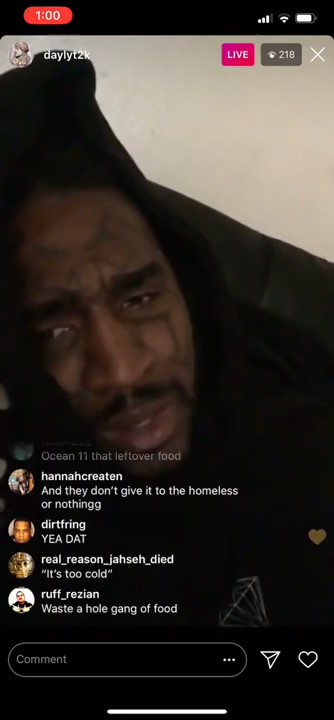 1:00
daylyt2k
LIVE
218
Ocean 11 that leftover food
hannahcreaten
And they don't give it to the homeless
or nothingg
dirtfring
YEA DAT
real_reason_jahseh_died
"It's too cold"
ruff_rezian
Waste a hole gang of food
Comment